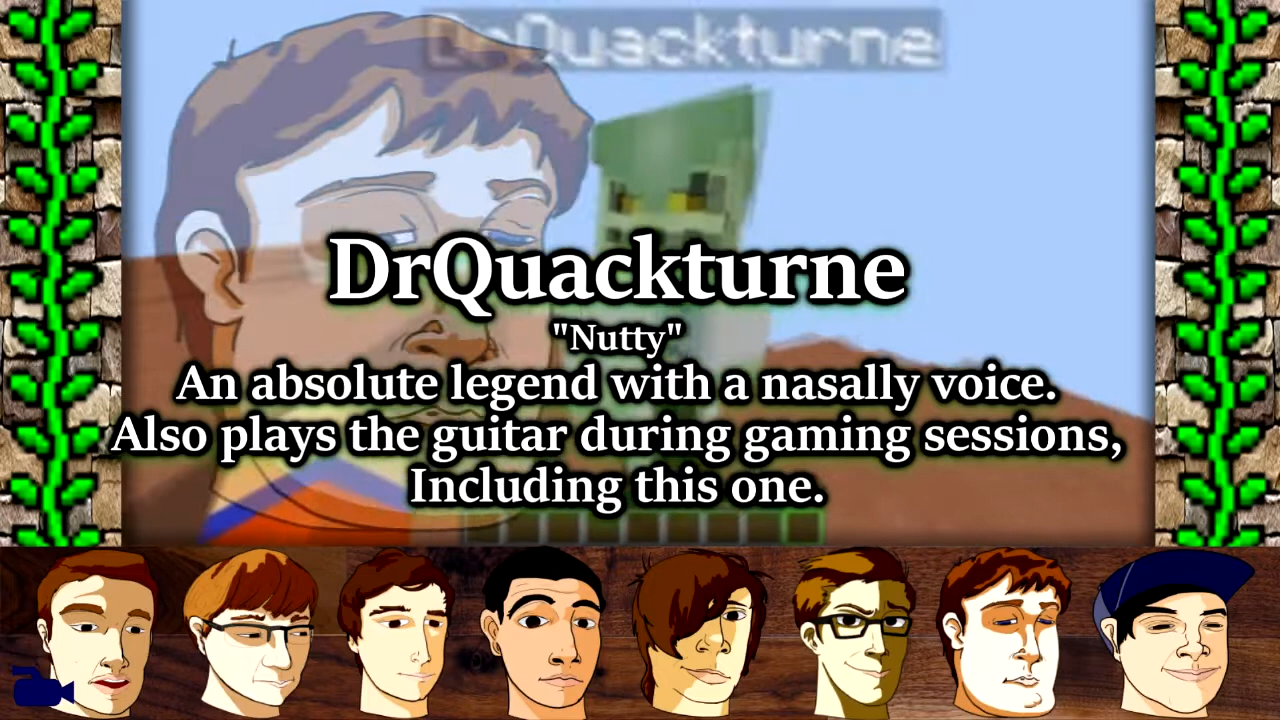 DrQuackturne
DrQuackturne
"Nutty"
An absolute legend with a nasally voice.
Also plays the guitar during gaming sessions,
Including this one.